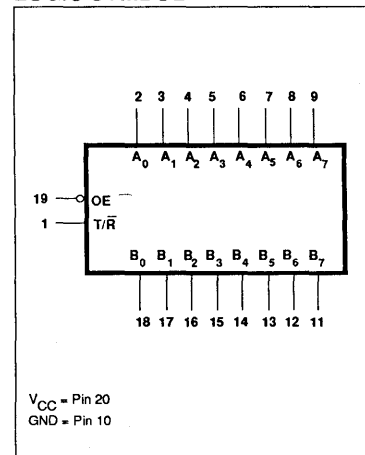 2 3 4 5 6 7 8 9
A0 A1 A2 A3 A4 A5 A6 A7
19 OE
1 T/R̅
B0 B1 B2 B3 B4 B5 B6 B7
18 17 16 15 14 13 12 11
VCC = Pin 20
GND = Pin 10